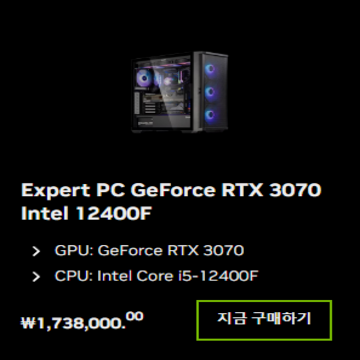 Expert PC GeForce RTX 3070
Intel 12400F
GPU: GeForce RTX 3070
CPU: Intel Core i5-12400F
₩1,738,000.00
지금 구매하기